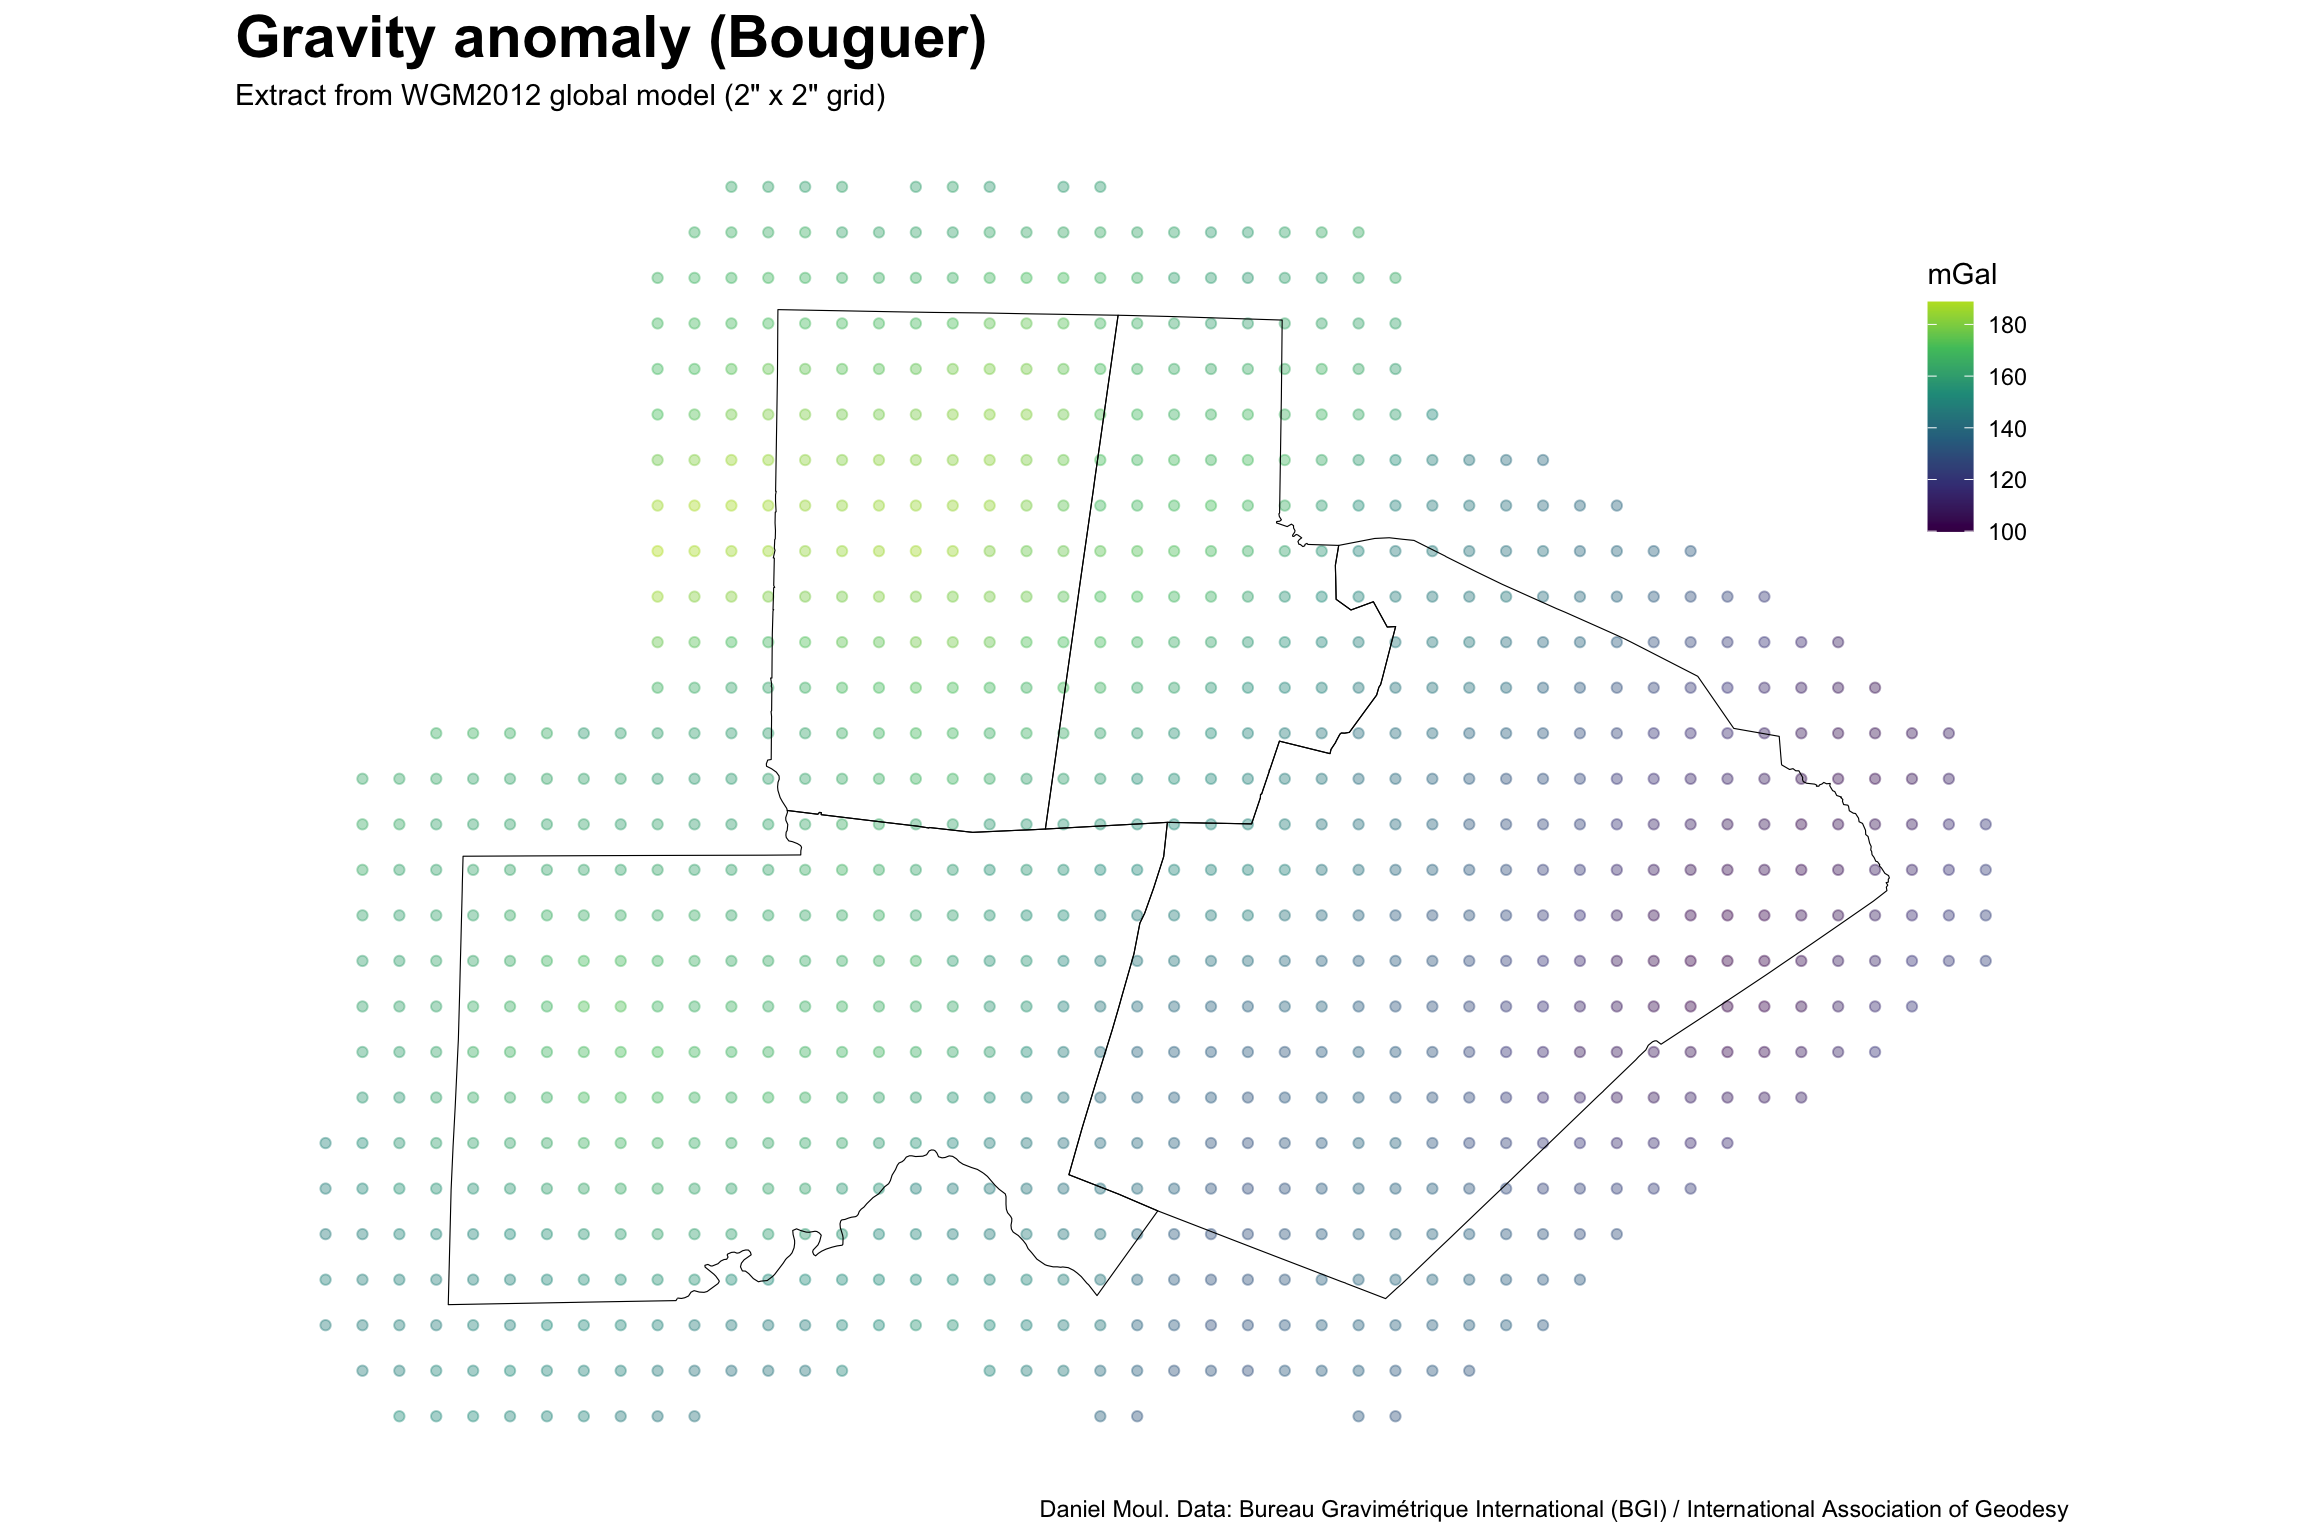 Gravity anomaly (Bouguer)
Extract from WGM2012 global model (2" x 2" grid)
mGal
180
160
140
120
100
Daniel Moul. Data: Bureau Gravimétrique International (BGI) / International Association of Geodesy